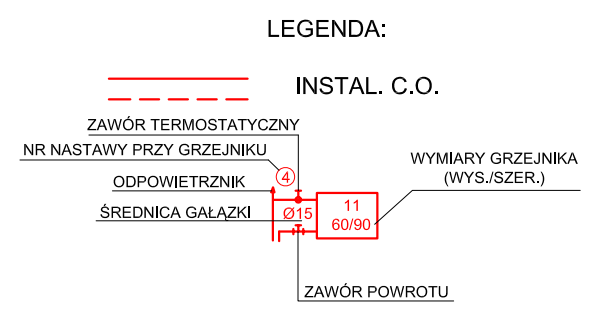 LEGENDA:
INSTAL. C.O.
ZAWÓR TERMOSTATYCZNY
NR NASTAWY PRZY GRZEJNIKU
4
ODPOWIETRZNIK
ŚREDNICA GAŁĄZKI
Ø15
11
60/90
WYMIARY GRZEJNIKA
(WYS./SZER.)
ZAWÓR POWROTU